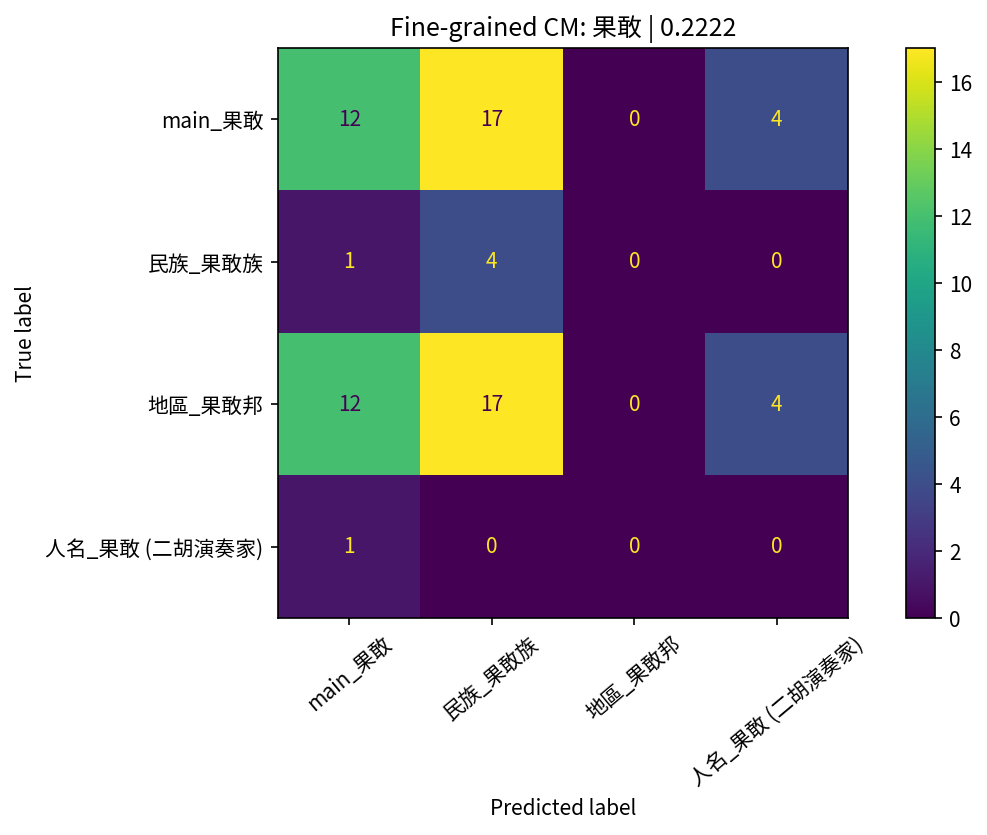 Fine-grained CM: 果敢 | 0.2222
True label
main_果敢
12 17 0 4
民族_果敢族
1 4 0 0
地區_果敢邦
12 17 0 4
人名_果敢 (二胡演奏家)
1 0 0 0
main_果敢
民族_果敢族
地區_果敢邦
人名_果敢 (二胡演奏家)
Predicted label
16
14
12
10
8
6
4
2
0